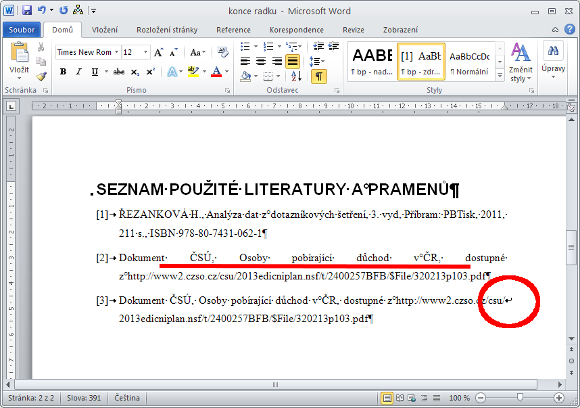 konce radku - Microsoft Word
Soubor Domů Vložení Rozložení stránky Reference Korespondence Revize Zobrazení
Times New Rom 12
Vložit
Schránka Písmo Odstavec Styly
AABE [1] AaBb AaBbCcDc
¶ bp - nad... ¶ bp - zdr... ¶ Normální
Změnit styly
Úpravy
SEZNAM·POUŽITÉ·LITERATURY·A°PRAMENŮ¶
[1]→ŘEZANKOVÁ·H.,·Analýza·dat·z°dotazníkových·šetření,·3.·vyd,·Příbram:·PBTisk,·2011,·
211·s.,·ISBN·978-80-7431-062-1¶
[2]→Dokument· ČSÚ,· Osoby· pobírající· důchod· v°ČR,· dostupné·
z°http://www2.czso.cz/csu/2013edicniplan.nsf/t/2400257BFB/$File/320213p103.pdf¶
[3]→Dokument·ČSÚ,·Osoby·pobírající·důchod·v°ČR,·dostupné·z°http://www2.czso.cz/csu/↵
2013edicniplan.nsf/t/2400257BFB/$File/320213p103.pdf¶
Stránka: 2 z 2 Slova: 391 Čeština 100 %